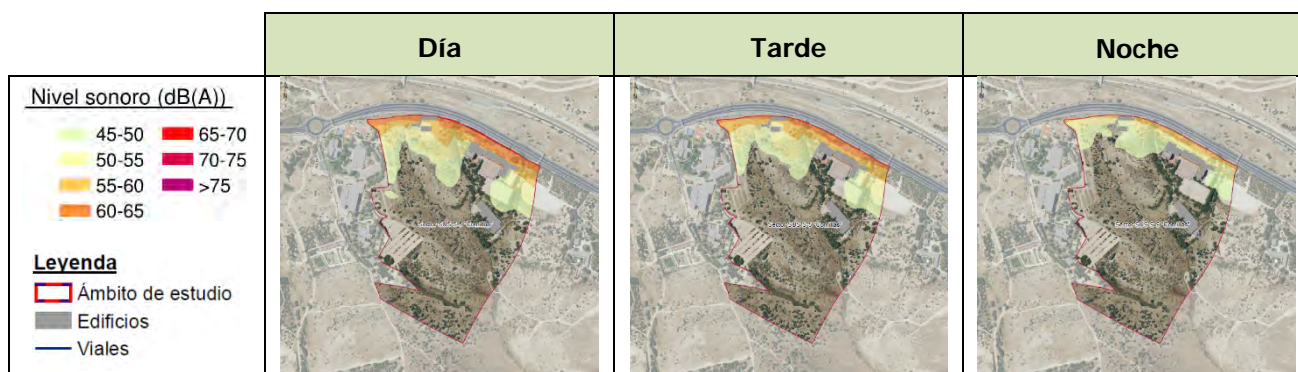 Día
Tarde
Noche
Nivel sonoro (dB(A))
45-50
65-70
50-55
70-75
55-60
>75
60-65
Leyenda
Ámbito de estudio
Edificios
Viales